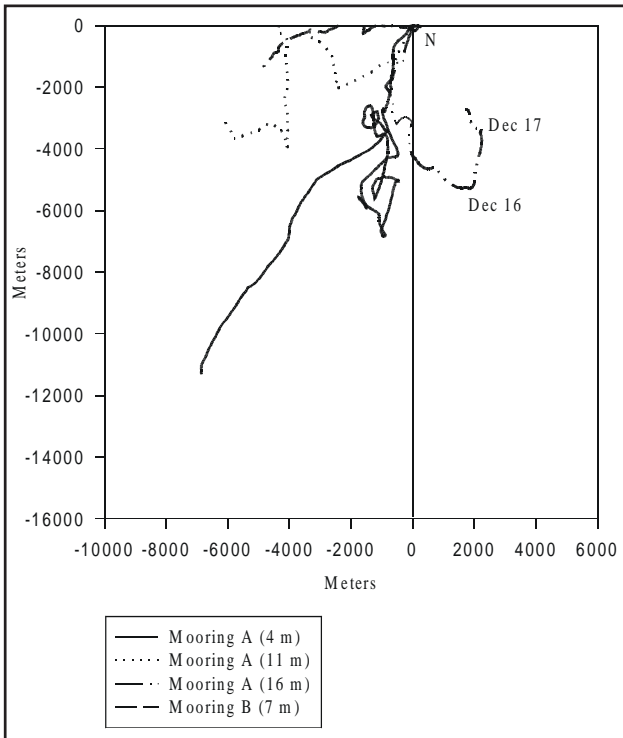 0
N
-2000
Dec 17
-4000
Dec 16
-6000
Meters
-8000
-10000
-12000
-14000
-16000
-10000 -8000 -6000 -4000 -2000 0 2000 4000 6000
Meters
Mooring A (4 m)
Mooring A (11 m)
Mooring A (16 m)
Mooring B (7 m)